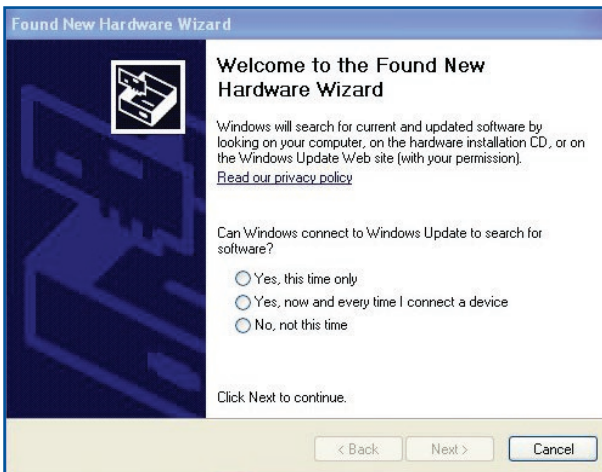 Found New Hardware Wizard
Welcome to the Found New
Hardware Wizard
Windows will search for current and updated software by
looking on your computer, on the hardware installation CD, or on
the Windows Update Web site (with your permission).
Read our privacy policy
Can Windows connect to Windows Update to search for
software?
Yes, this time only
Yes, now and every time I connect a device
No, not this time
Click Next to continue.
< Back
Next >
Cancel